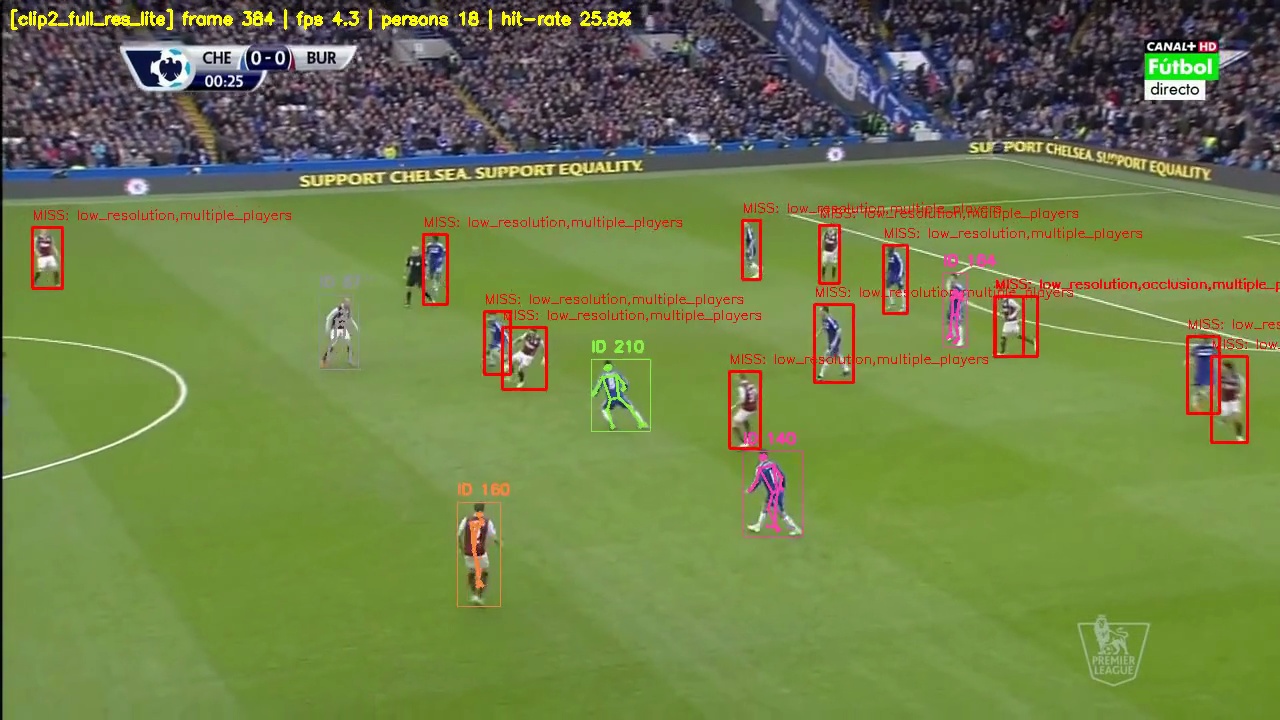 [clip2_full_res_lite] frame 384 | fps 4.3 | persons 18 | hit-rate 25.8%
CHE 0-0 BUR
00:25
CANAL+ HD
Fútbol
directo
SUPPORT CHELSEA. SUPPORT EQUALITY.
SUPPORT CHELSEA. SUPPORT EQUALITY.
MISS: low_resolution,multiple_players
MISS: low_resolution,multiple_players
MISS: low_resolution,multiple_players
MISS: low_resolution,multiple_players
MISS: low_resolution,multiple_players
ID 184
MISS: low_resolution,occlusion,multiple_p
MISS: low_resolution,multiple_players
MISS: low_resolution,multiple_players
MISS: low_resolution,multiple_players
MISS: low_res
low
ID 210
MISS: low_resolution,multiple_players
ID 140
ID 160
PREMIER
LEAGUE